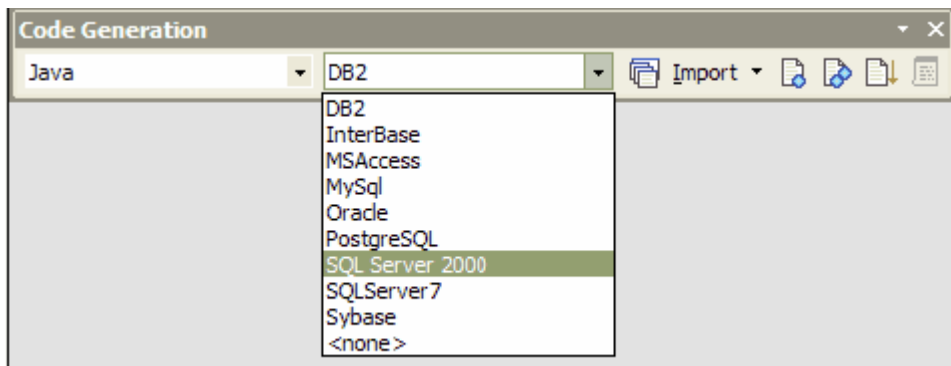 Code Generation
Java DB2 Import
DB2
InterBase
MSAccess
MySql
Oracle
PostgreSQL
SQL Server 2000
SQLServer7
Sybase
<none>